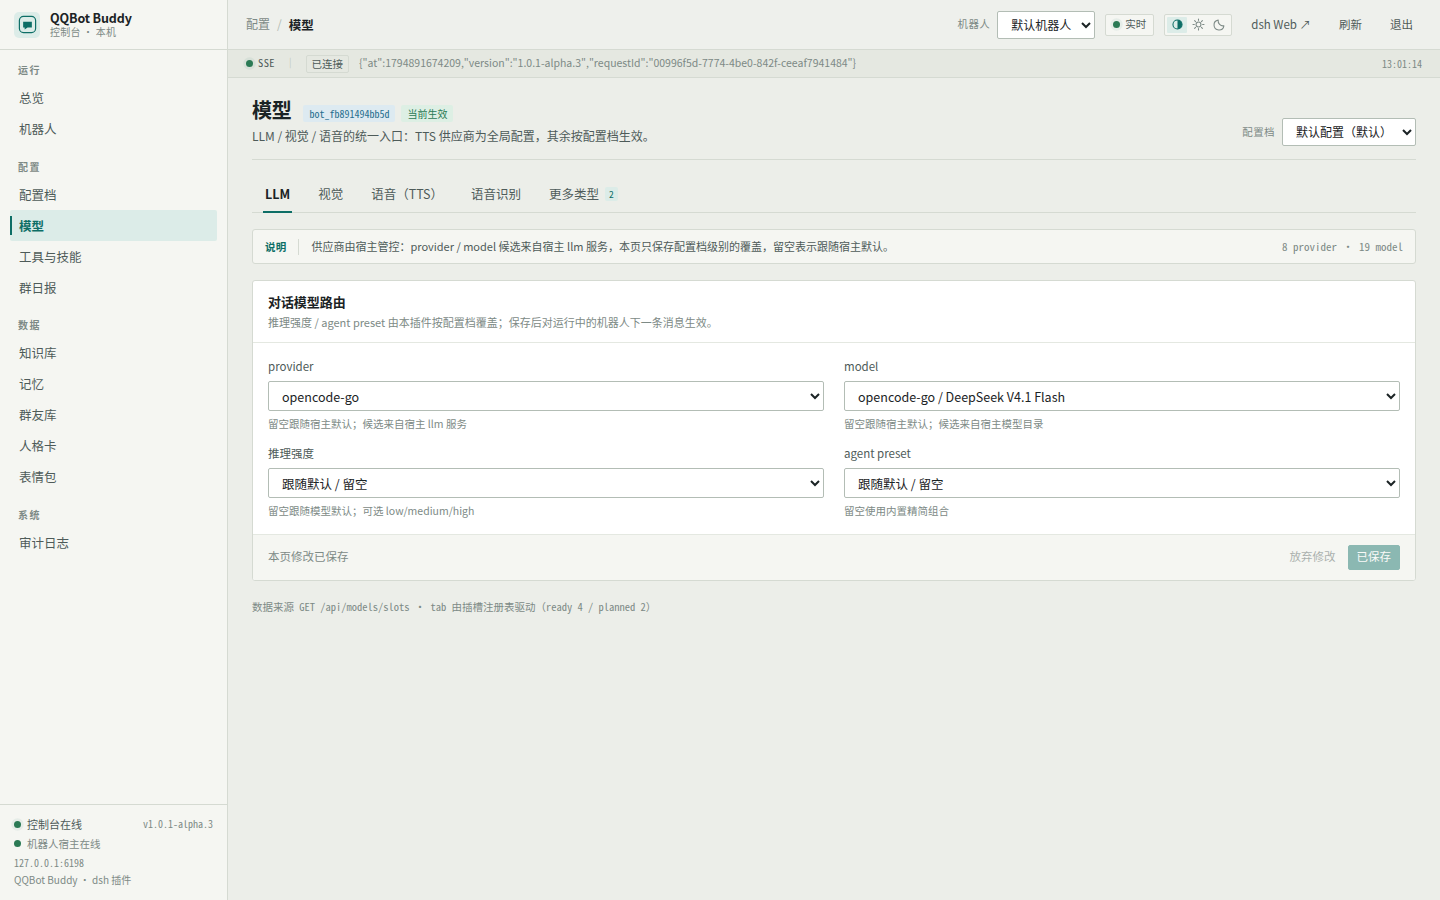 QQBot Buddy
控制台 · 本机
运行
总览
机器人
配置
配置档
模型
工具与技能
群日报
数据
知识库
记忆
群友库
人格卡
表情包
系统
审计日志
控制台在线 v1.0.1-alpha.3
机器人宿主在线
127.0.0.1:6198
QQBot Buddy · dsh 插件
配置 / 模型 机器人 默认机器人 实时 dsh Web ↗ 刷新 退出
SSE 已连接 {"at":1794891674209,"version":"1.0.1-alpha.3","requestId":"00996f5d-7774-4be0-842f-ceeaf7941484"} 13:01:14
模型 bot_fb891494bb5d 当前生效
LLM / 视觉 / 语音的统一入口：TTS 供应商为全局配置，其余按配置档生效。
配置档 默认配置（默认）
LLM 视觉 语音（TTS） 语音识别 更多类型 2
说明 供应商由宿主管控：provider / model 候选来自宿主 llm 服务，本页只保存配置档级别的覆盖，留空表示跟随宿主默认。 8 provider · 19 model
对话模型路由
推理强度 / agent preset 由本插件按配置档覆盖；保存后对运行中的机器人下一条消息生效。
provider model
opencode-go opencode-go / DeepSeek V4.1 Flash
留空跟随宿主默认；候选来自宿主 llm 服务 留空跟随宿主默认；候选来自宿主模型目录
推理强度 agent preset
跟随默认 / 留空 跟随默认 / 留空
留空跟随模型默认；可选 low/medium/high 留空使用内置精简组合
本页修改已保存 放弃修改 已保存
数据来源 GET /api/models/slots · tab 由插槽注册表驱动（ready 4 / planned 2）